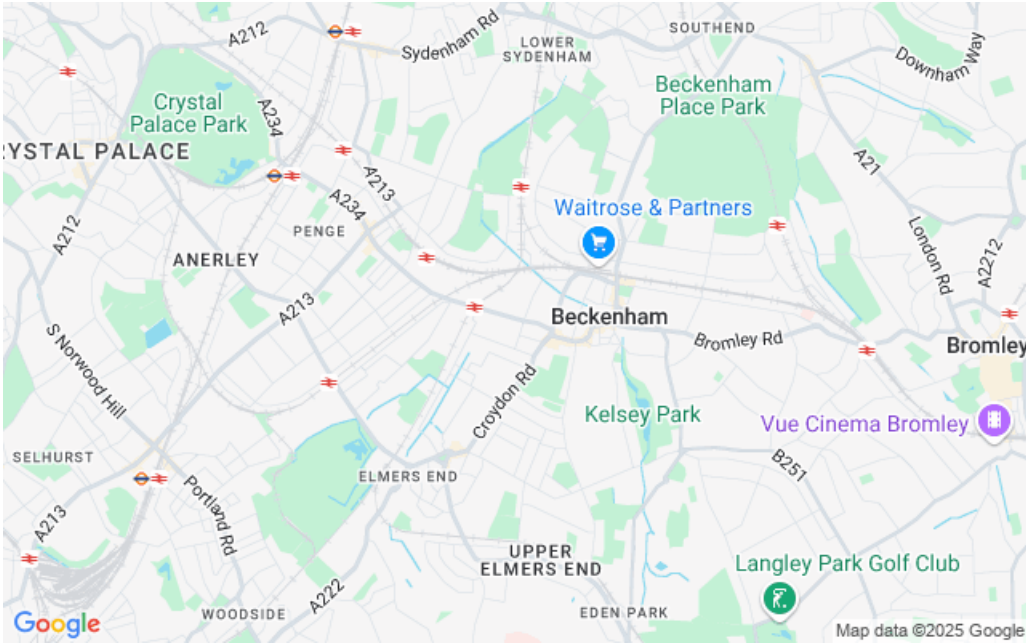 A212
Sydenham Rd
LOWER
SYDENHAM
SOUTHEND
Downham Way
Crystal
Palace Park
A234
Beckenham
Place Park
RYSTAL PALACE
A213
A21
A234
Waitrose & Partners
A212
PENGE
London Rd
A2212
ANERLEY
A213
Beckenham
Bromley Rd
Bromley
S Norwood Hill
Croydon Rd
Kelsey Park
Vue Cinema Bromley
SELHURST
ELMERS END
B251
Portland Rd
A213
UPPER
ELMERS END
Langley Park Golf Club
A222
WOODSIDE
EDEN PARK
Google
Map data ©2025 Google